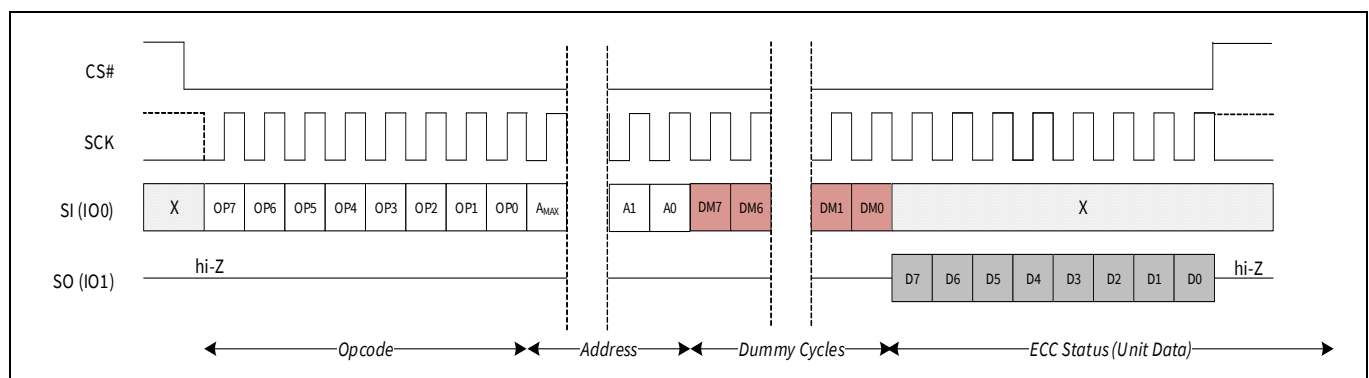 CS#
SCK
SI (IO0) X OP7 OP6 OP5 OP4 OP3 OP2 OP1 OP0 AMAX A1 A0 DM7 DM6 DM1 DM0 X
hi-Z hi-Z
SO (IO1) D7 D6 D5 D4 D3 D2 D1 D0
Opcode Address Dummy Cycles ECC Status (Unit Data)